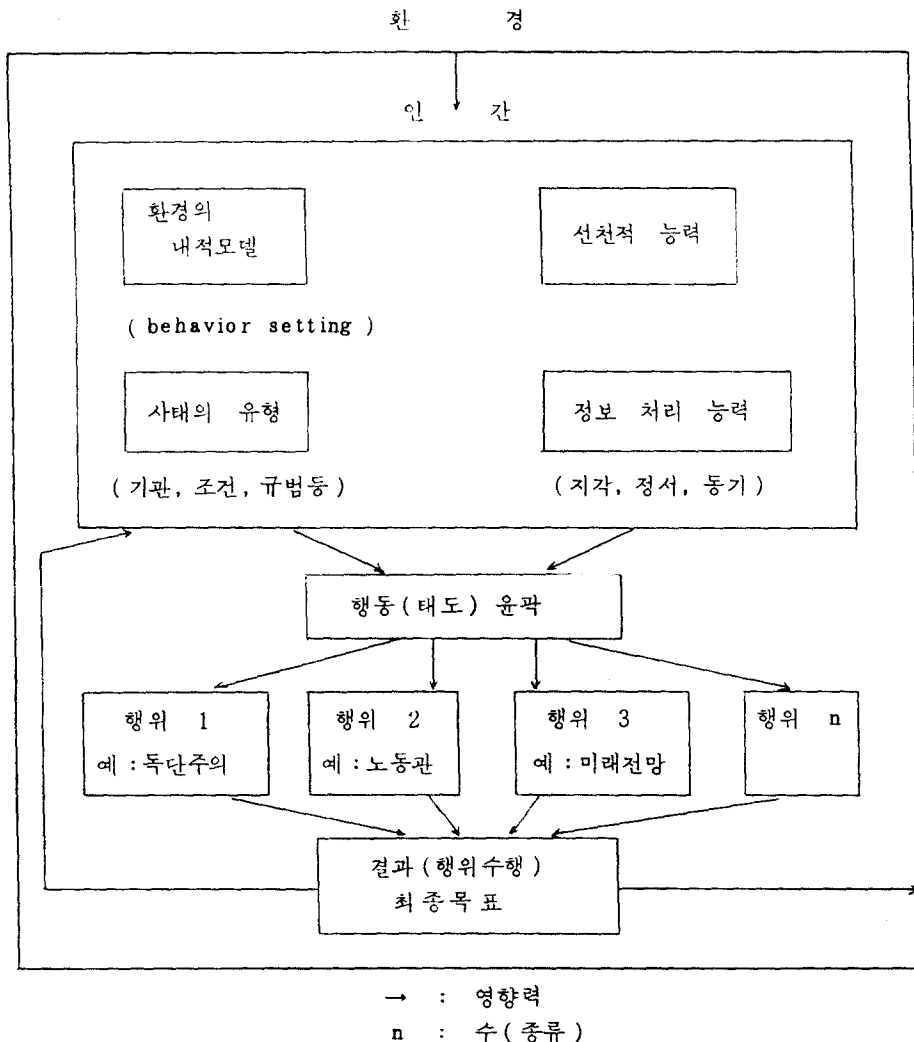 환 경
인 간
환경의
내적모델
선천적 능력
( behavior setting )
사태의 유형
정보 처리 능력
( 기관, 조건, 규범등 )
( 지각, 정서, 동기 )
행동 ( 태도 ) 윤곽
행위 1
예 : 독단주의
행위 2
예 : 노동관
행위 3
예 : 미래전망
행위 n
결과 ( 행위수행 )
최종목표
→ : 영향력
n : 수 ( 종류 )